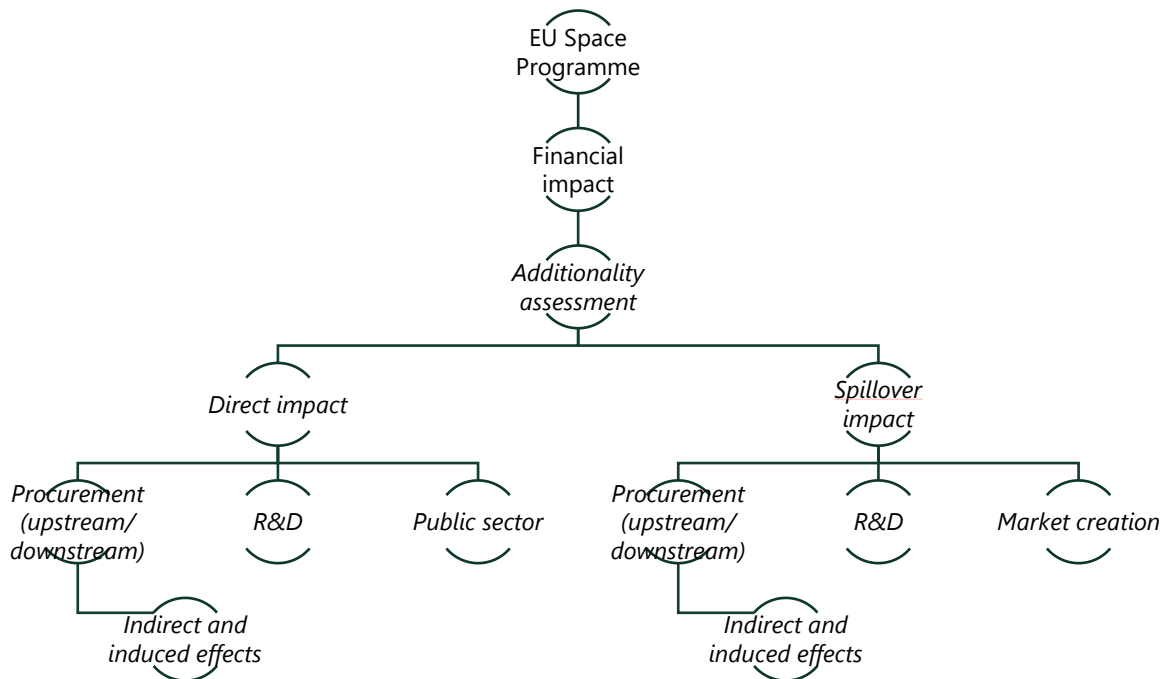 EU Space
Programme
Financial
impact
Additionality
assessment
Direct impact
Spillover
impact
Procurement
(upstream/
downstream)
R&D
Public sector
Procurement
(upstream/
downstream)
R&D
Market creation
Indirect and
induced effects
Indirect and
induced effects